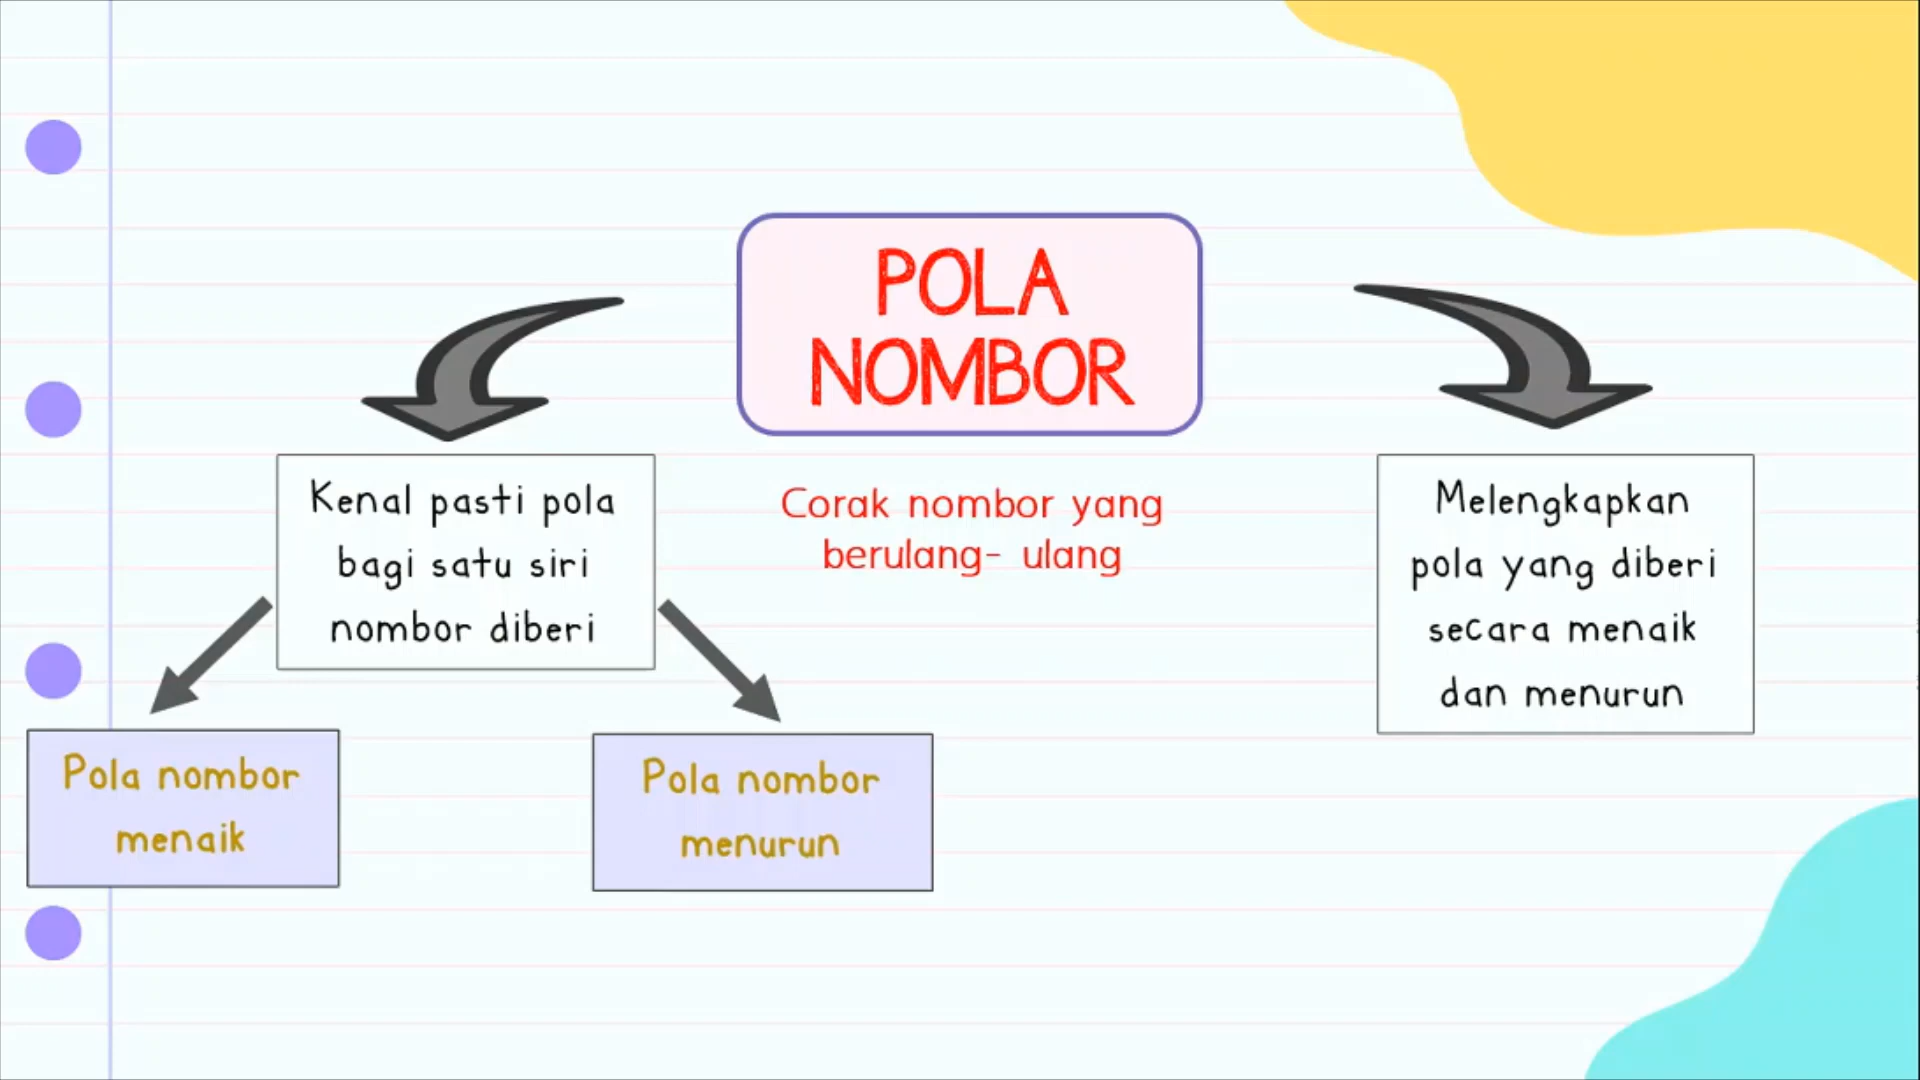 POLA
NOMBOR
Corak nombor yang
berulang- ulang
Kenal pasti pola
bagi satu siri
nombor diberi
Pola nombor
menaik
Pola nombor
menurun
Melengkapkan
pola yang diberi
secara menaik
dan menurun